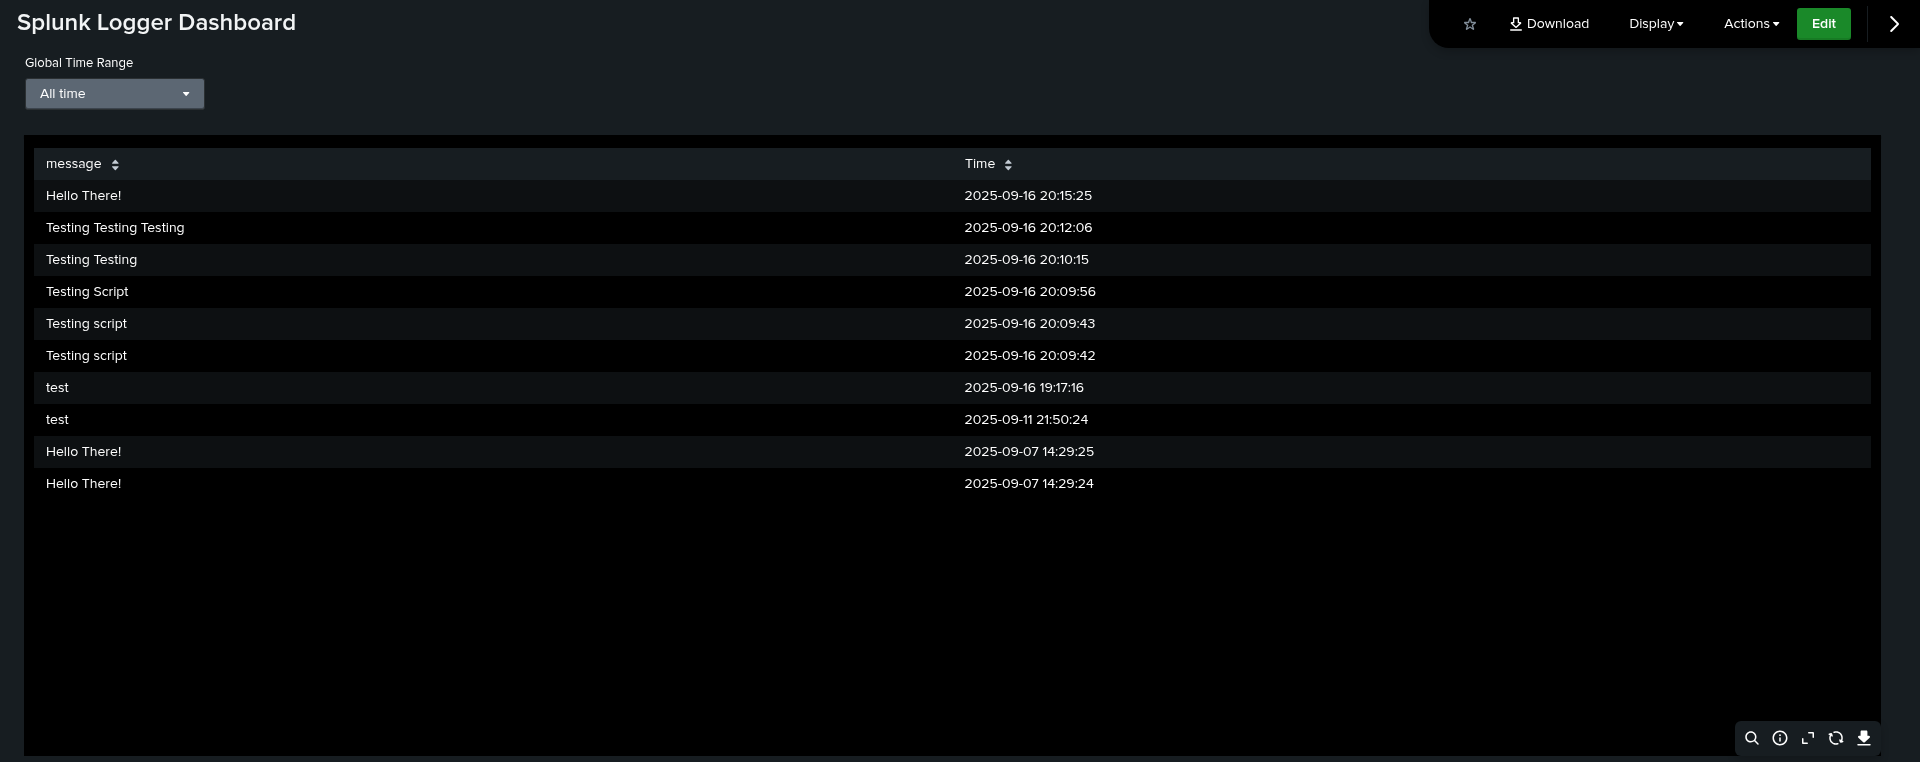 Splunk Logger Dashboard
Download Display Actions Edit
Global Time Range
All time
message Time
Hello There! 2025-09-16 20:15:25
Testing Testing Testing 2025-09-16 20:12:06
Testing Testing 2025-09-16 20:10:15
Testing Script 2025-09-16 20:09:56
Testing script 2025-09-16 20:09:43
Testing script 2025-09-16 20:09:42
test 2025-09-16 19:17:16
test 2025-09-11 21:50:24
Hello There! 2025-09-07 14:29:25
Hello There! 2025-09-07 14:29:24